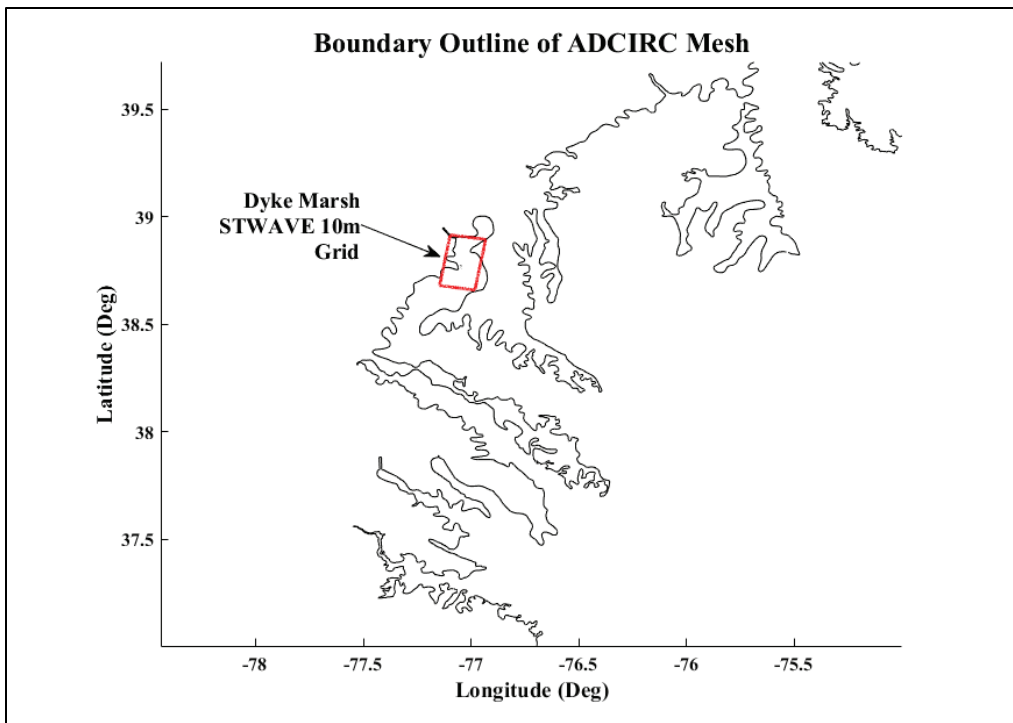 Boundary Outline of ADCIRC Mesh
39.5
39
38.5
38
37.5
Latitude (Deg)
Dyke Marsh
STWAVE 10m
Grid
-78
-77.5
-77
-76.5
-76
-75.5
Longitude (Deg)